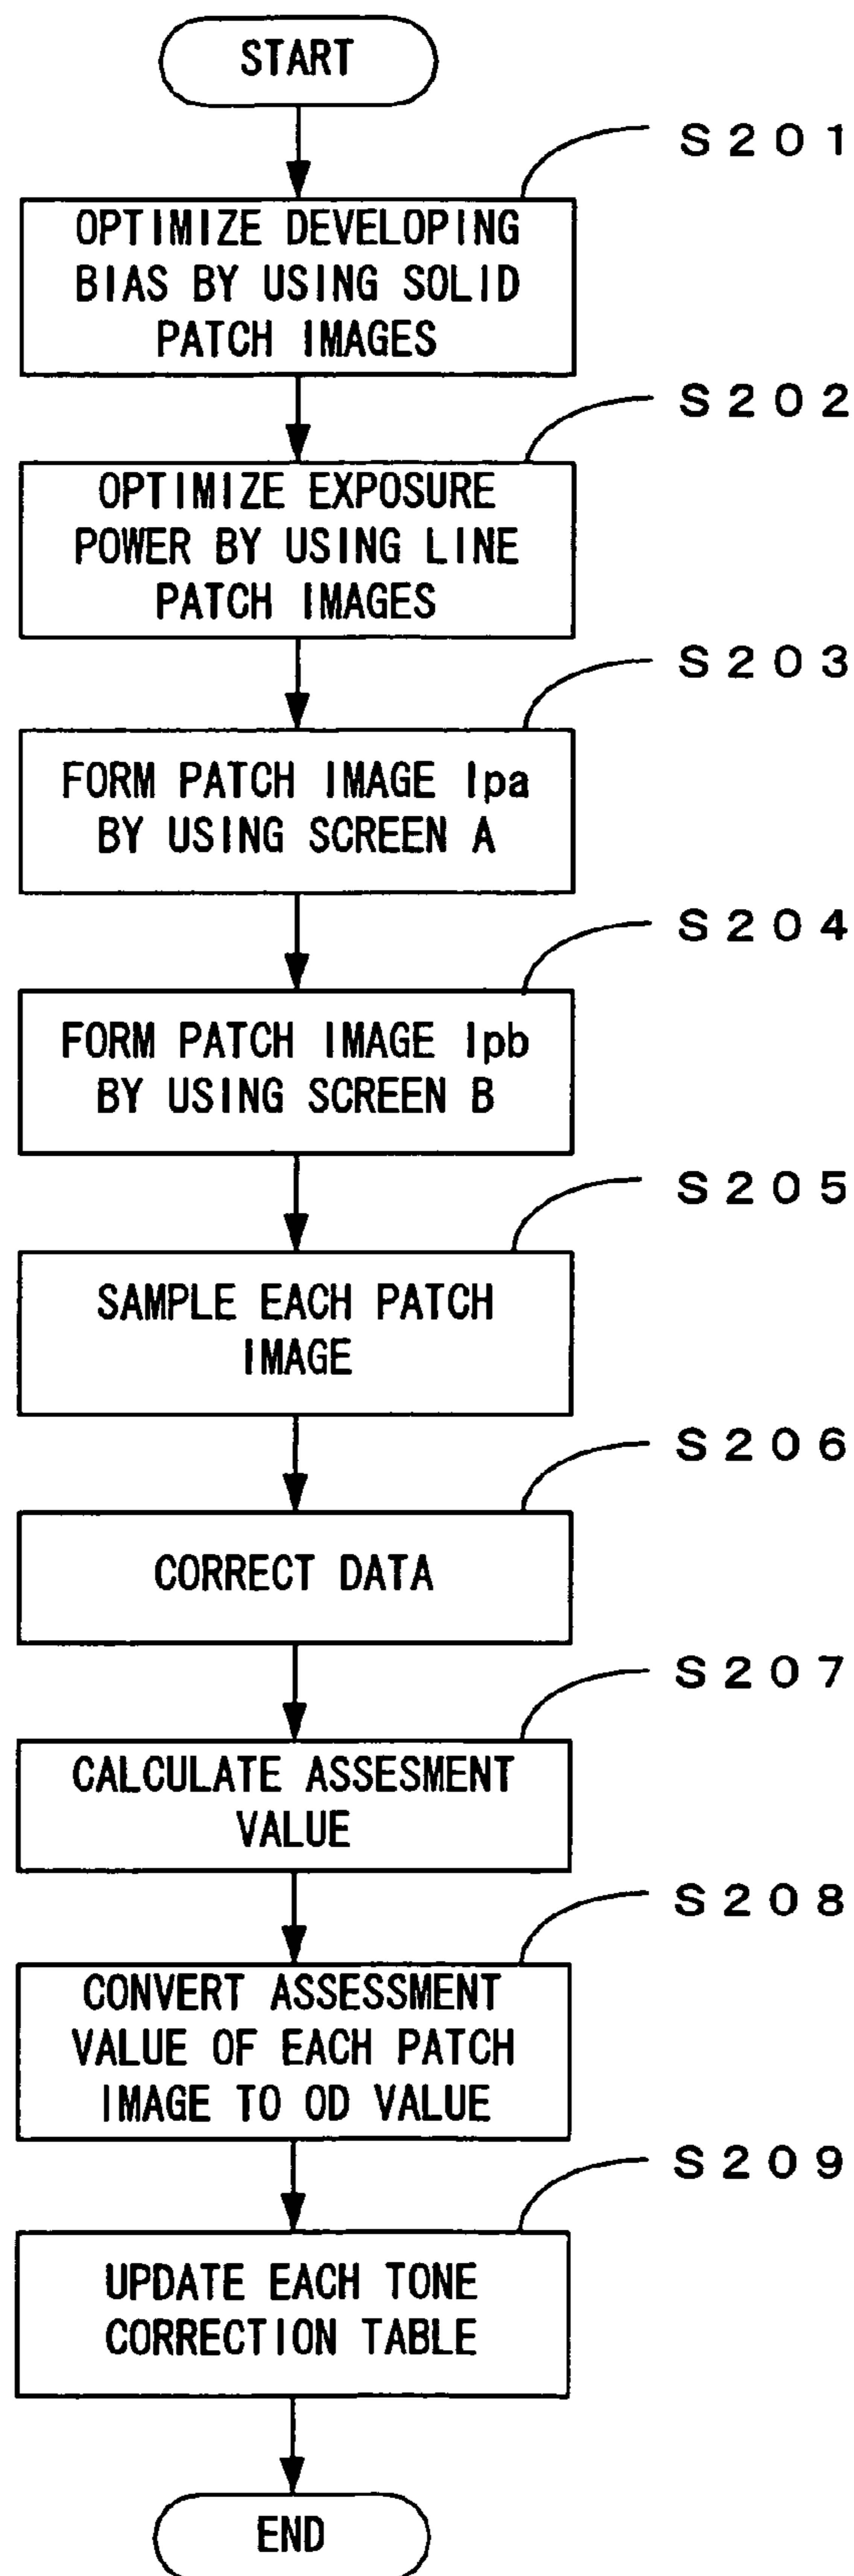 START
S201
OPTIMIZE DEVELOPING
BIAS BY USING SOLID
PATCH IMAGES
S202
OPTIMIZE EXPOSURE
POWER BY USING LINE
PATCH IMAGES
S203
FORM PATCH IMAGE Ipa
BY USING SCREEN A
S204
FORM PATCH IMAGE Ipb
BY USING SCREEN B
S205
SAMPLE EACH PATCH
IMAGE
S206
CORRECT DATA
S207
CALCULATE ASSESMENT
VALUE
S208
CONVERT ASSESSMENT
VALUE OF EACH PATCH
IMAGE TO OD VALUE
S209
UPDATE EACH TONE
CORRECTION TABLE
END